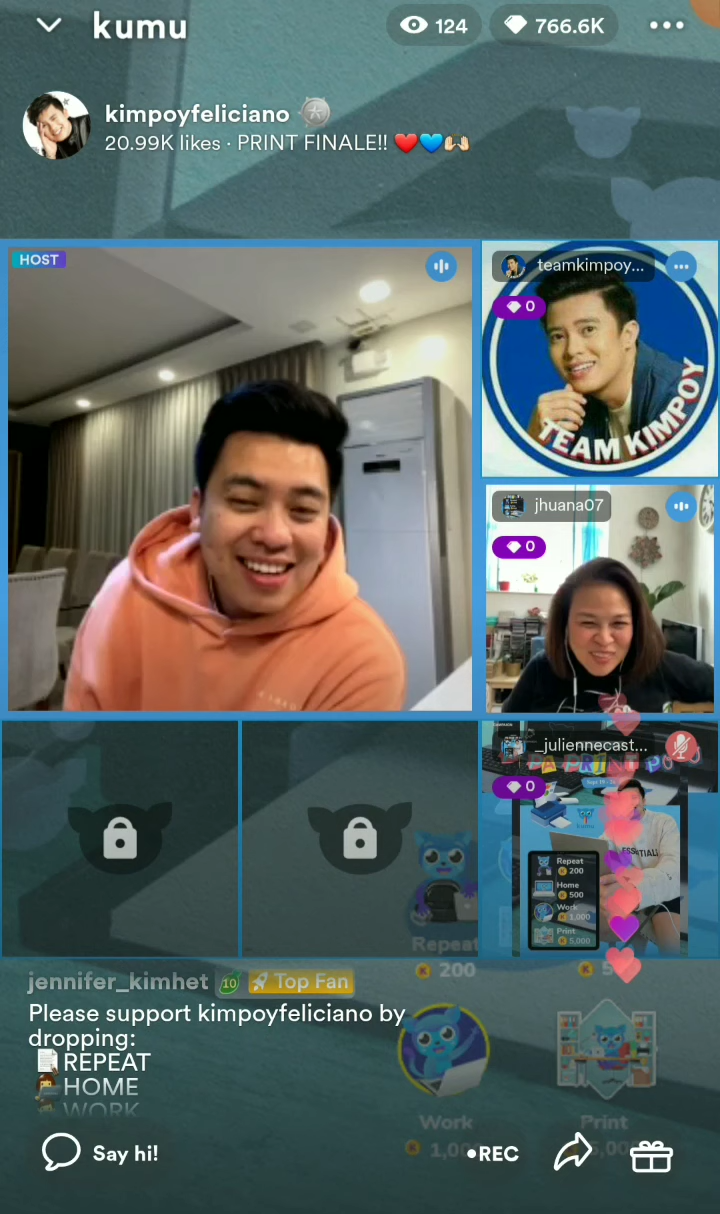 kumu
124
766.6K
kimpoyfeliciano
20.99K likes · PRINT FINALE!! ❤️💙🙌🏻
HOST
teamkimpoy...
0
TEAM KIMPOY
jhuana07
0
_juliennecast...
0
kumu
ESSENTIAL
Repeat
200
Home
500
Work
1,000
Print
5,000
Repeat
200
jennifer_kimhet 10 Top Fan
Please support kimpoyfeliciano by
dropping:
REPEAT
HOME
WORK
Work
Print
Say hi!
•REC